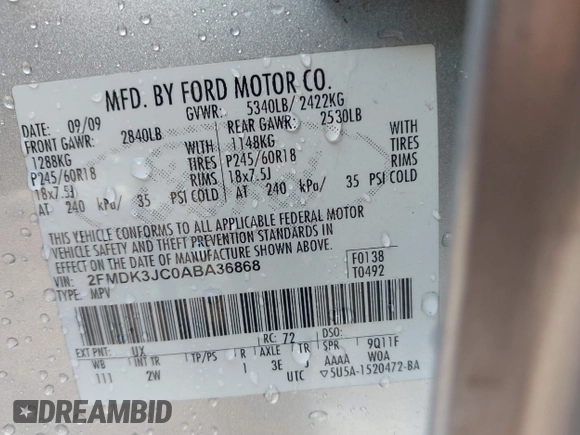 MFD. BY FORD MOTOR CO.
DATE: 09/09 GVWR: 5340LB/ 2422KG
FRONT GAWR: 2840LB REAR GAWR: 2530LB
1288KG WITH 1148KG WITH
P245/60R18 TIRES P245/60R18 TIRES
18x7.5J RIMS 18x7.5J RIMS
AT 240 kPa/ 35 PSI COLD AT 240 kPa/ 35 PSI COLD
THIS VEHICLE CONFORMS TO ALL APPLICABLE FEDERAL MOTOR
VEHICLE SAFETY AND THEFT PREVENTION STANDARDS IN
EFFECT ON THE DATE OF MANUFACTURE SHOWN ABOVE.
VIN: 2FMDK3JC0ABA36868 F0138
TYPE: MPV T0492
EXT PNT: UX RC: 72 DSO:
WB INT TR TP/PS R AXLE TR SPR 9Q11F
111 2W 1 3E J AAAA W0A
UTC ▽5U5A-1520472-BA
DREAMBID